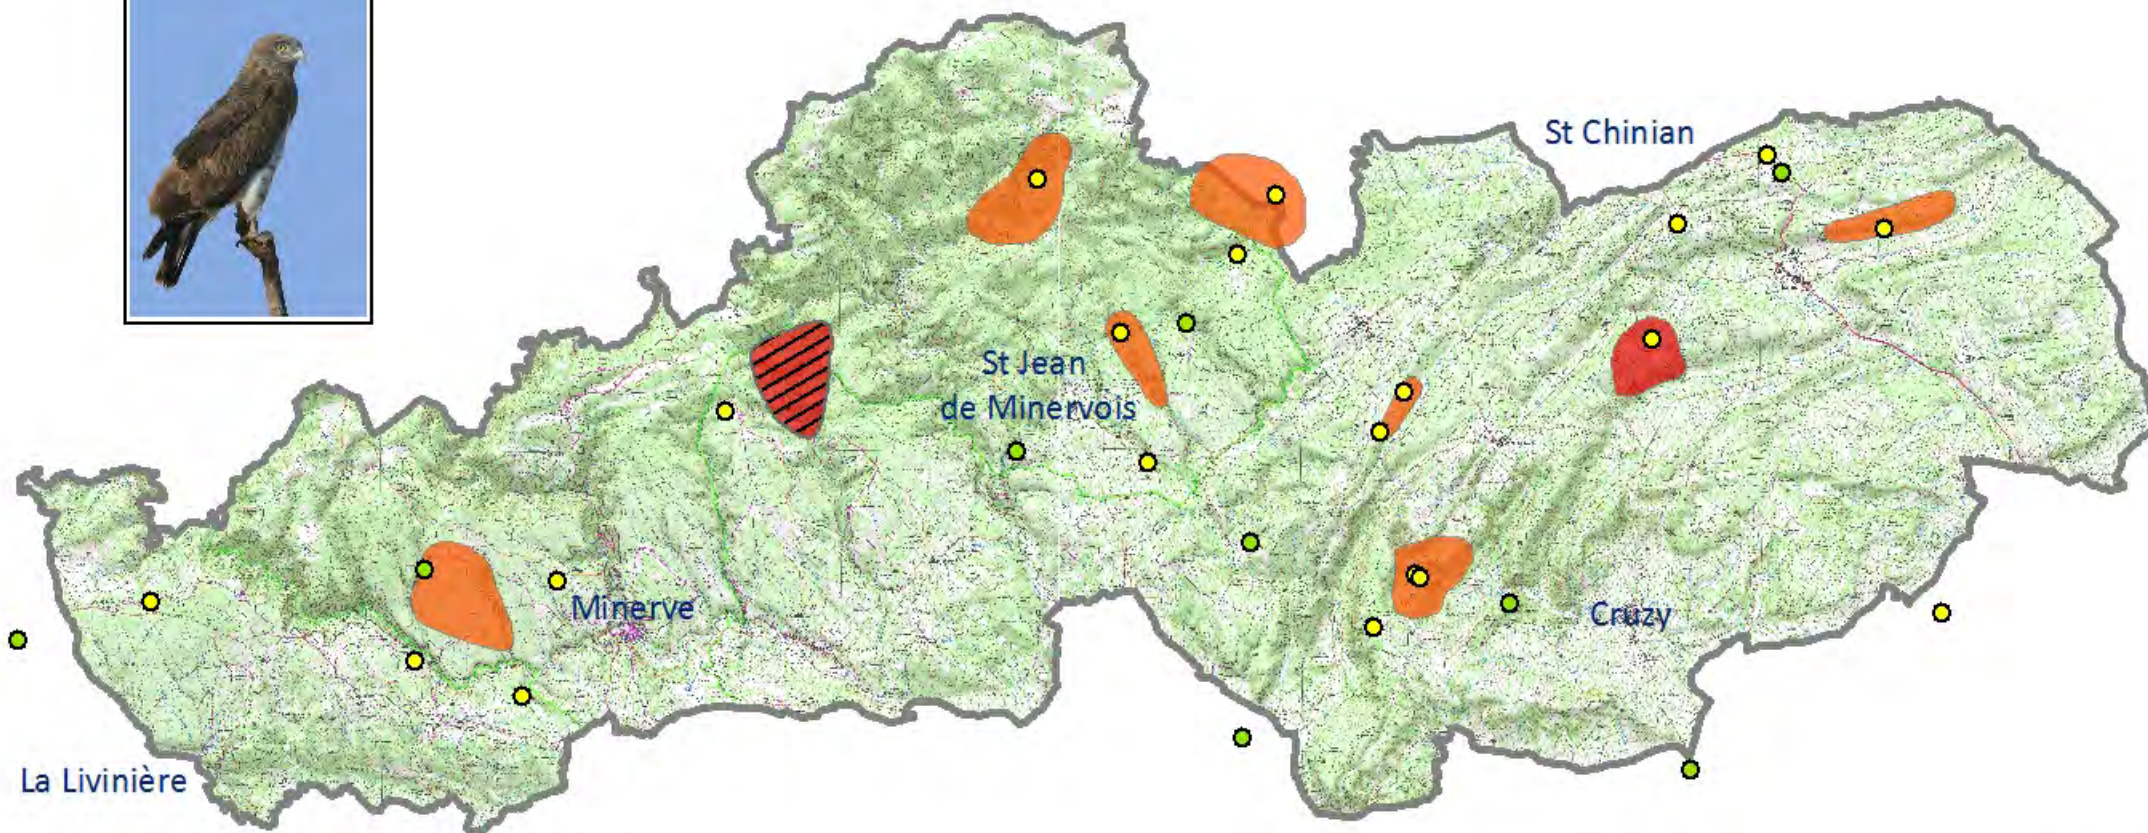 St Chinian
St Jean
de Minervois
Minerve
Cruzy
La Livinière